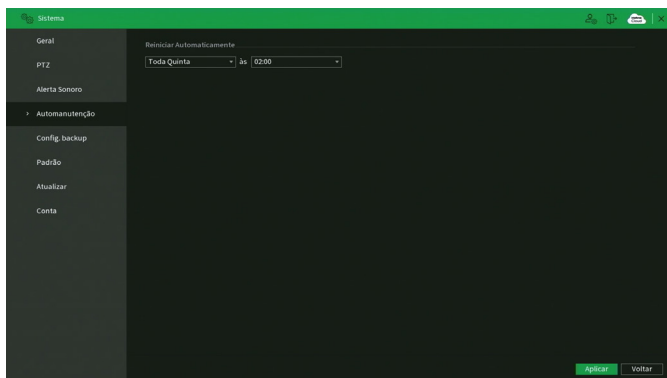 Sistema
Geral
PTZ
Alerta Sonoro
Automanutenção
Config. backup
Padrão
Atualizar
Conta
Reiniciar Automaticamente
Toda Quinta às 02:00
Aplicar Voltar